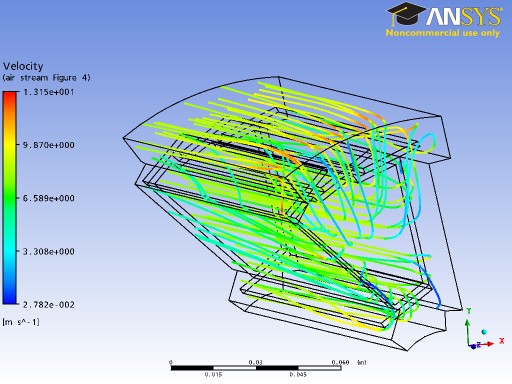 ANSYS
Noncommercial use only
Velocity
(air stream Figure 4)
1.315e+001
9.870e+000
6.589e+000
3.308e+000
2.782e-002
[m s^-1]
0 0.03 0.060 (m)
0.015 0.045
Y
Z X